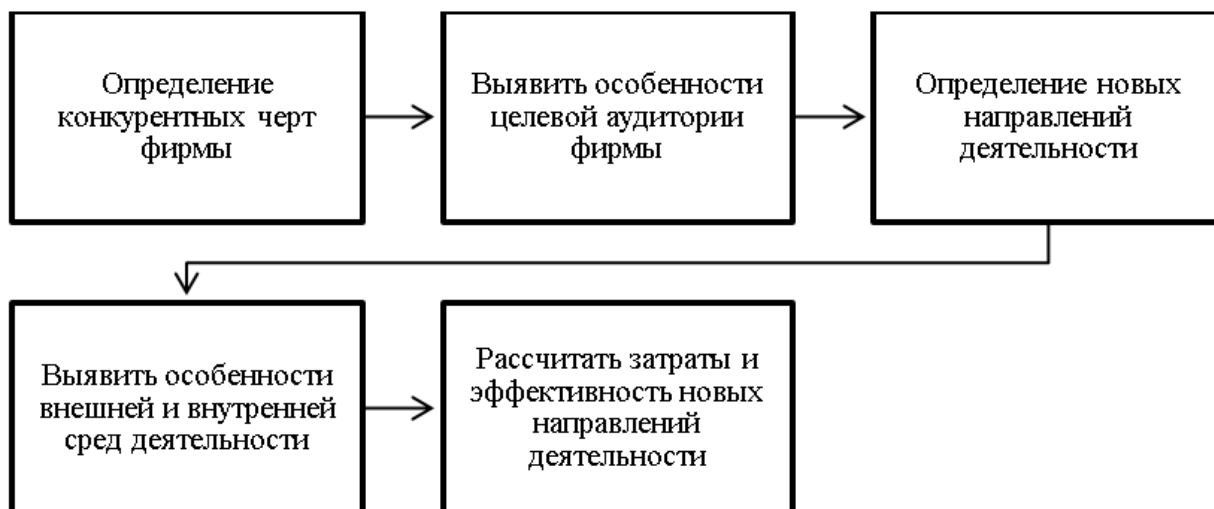 Определение
конкурентных черт
фирмы
Выявить особенности
целевой аудитории
фирмы
Определение новых
направлений
деятельности
Выявить особенности
внешней и внутренней
сред деятельности
Рассчитать затраты и
эффективность новых
направлений
деятельности